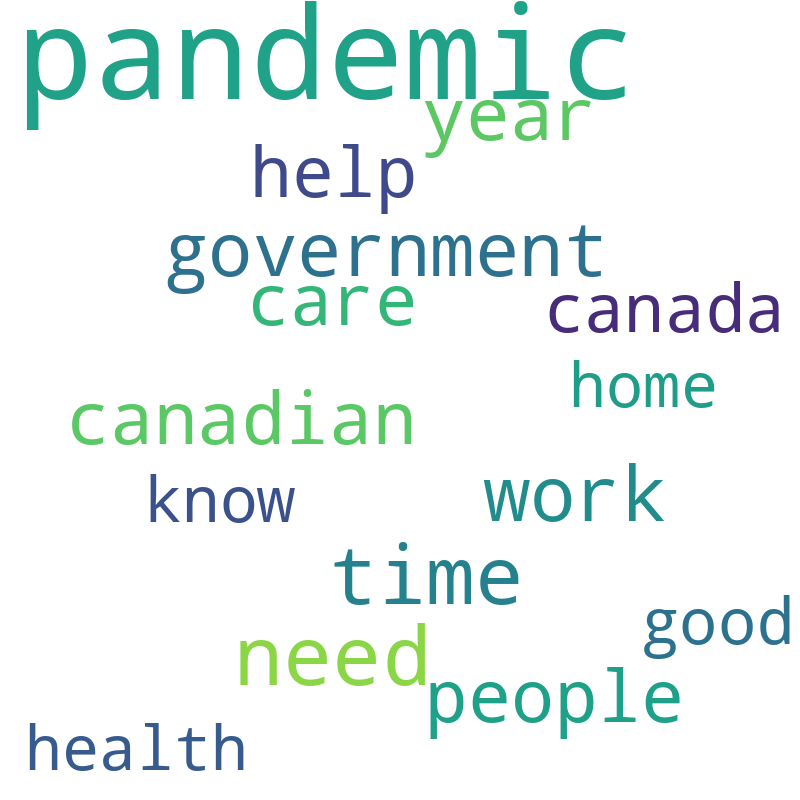 pandemic
year
help
government
care
canada
home
canadian
know
work
time
good
need
people
health